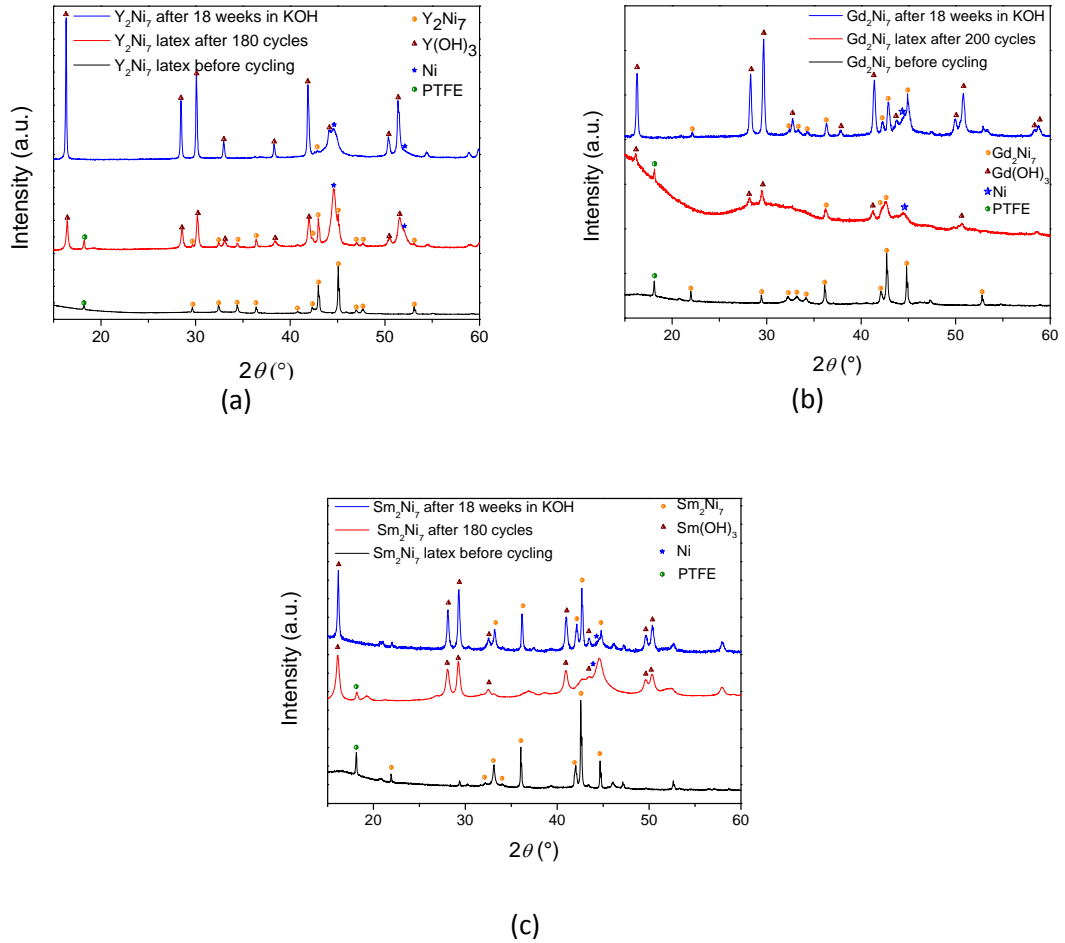 Y₂Ni₇ after 18 weeks in KOH
Y₂Ni₇ latex after 180 cycles
Y₂Ni₇ latex before cycling
Y₂Ni₇
Y(OH)₃
Ni
PTFE
Intensity (a.u.)
20 30 40 50 60
2θ (°)
(a)
Gd₂Ni₇ after 18 weeks in KOH
Gd₂Ni₇ latex after 200 cycles
Gd₂Ni₇ before cycling
Gd₂Ni₇
Gd(OH)₃
Ni
PTFE
Intensity (a.u.)
20 30 40 50 60
2θ (°)
(b)
Sm₂Ni₇ after 18 weeks in KOH
Sm₂Ni₇ after 180 cycles
Sm₂Ni₇ latex before cycling
Sm₂Ni₇
Sm(OH)₃
Ni
PTFE
Intensity (a.u.)
20 30 40 50 60
2θ (°)
(c)